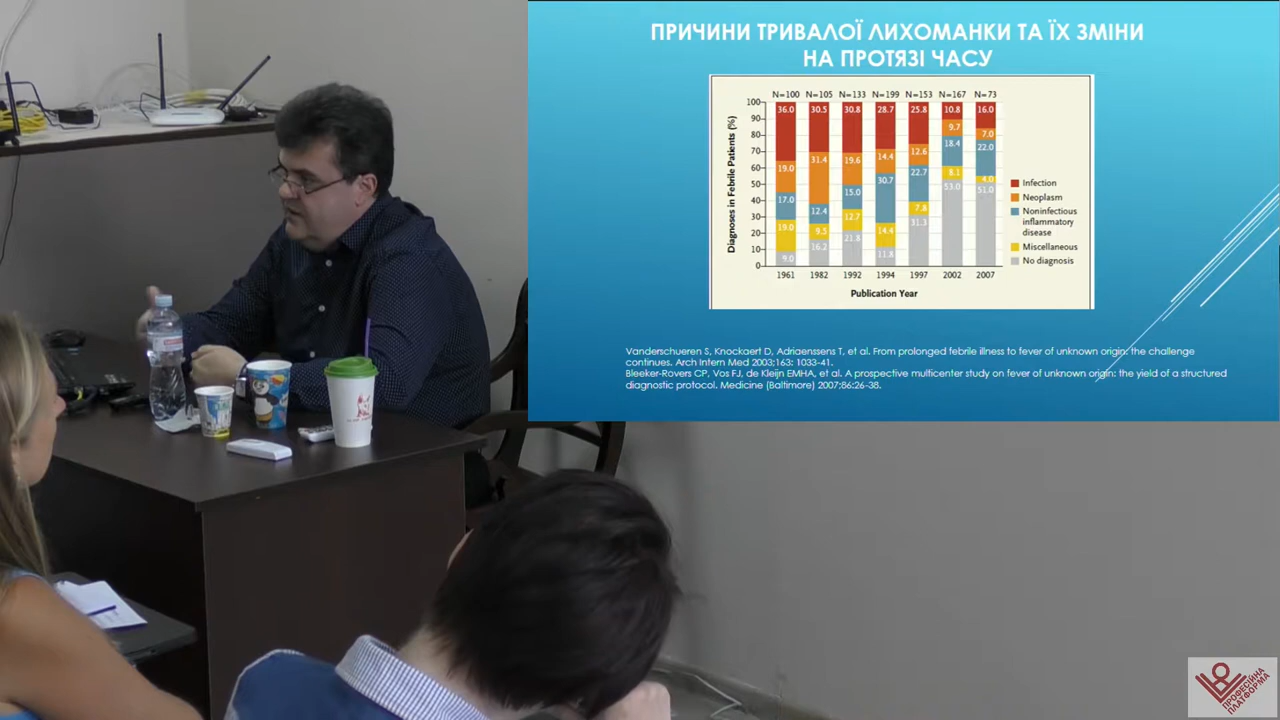 ПРИЧИНИ ТРИВАЛОЇ ЛИХОМАНКИ ТА ЇХ ЗМІНИ
НА ПРОТЯЗІ ЧАСУ
N=100 N=105 N=133 N=199 N=153 N=167 N=73
Diagnoses in Febrile Patients (%)
100
90
80
70
60
50
40
30
20
10
0
36.0 30.5 30.8 28.7 25.8 10.8 16.0
19.0 31.4 19.6 14.4 12.6 9.7 7.0
17.0 12.4 15.0 30.7 22.7 18.4 22.0
19.0 9.5 12.7 14.4 7.8 8.1 4.0
9.0 16.2 21.8 11.8 31.3 53.0 51.0
1961 1982 1992 1994 1997 2002 2007
Publication Year
Infection
Neoplasm
Noninfectious
inflammatory
disease
Miscellaneous
No diagnosis
Vanderschueren S, Knockaert D, Adriaenssens T, et al. From prolonged febrile illness to fever of unknown origin: the challenge
continues. Arch Intern Med 2003;163: 1033-41.
Bleeker-Rovers CP, Vos FJ, de Kleijn EMHA, et al. A prospective multicenter study on fever of unknown origin: the yield of a structured
diagnostic protocol. Medicine (Baltimore) 2007;86:26-38.
ПРОФЕСІЙНА
ПЛАТФОРМА